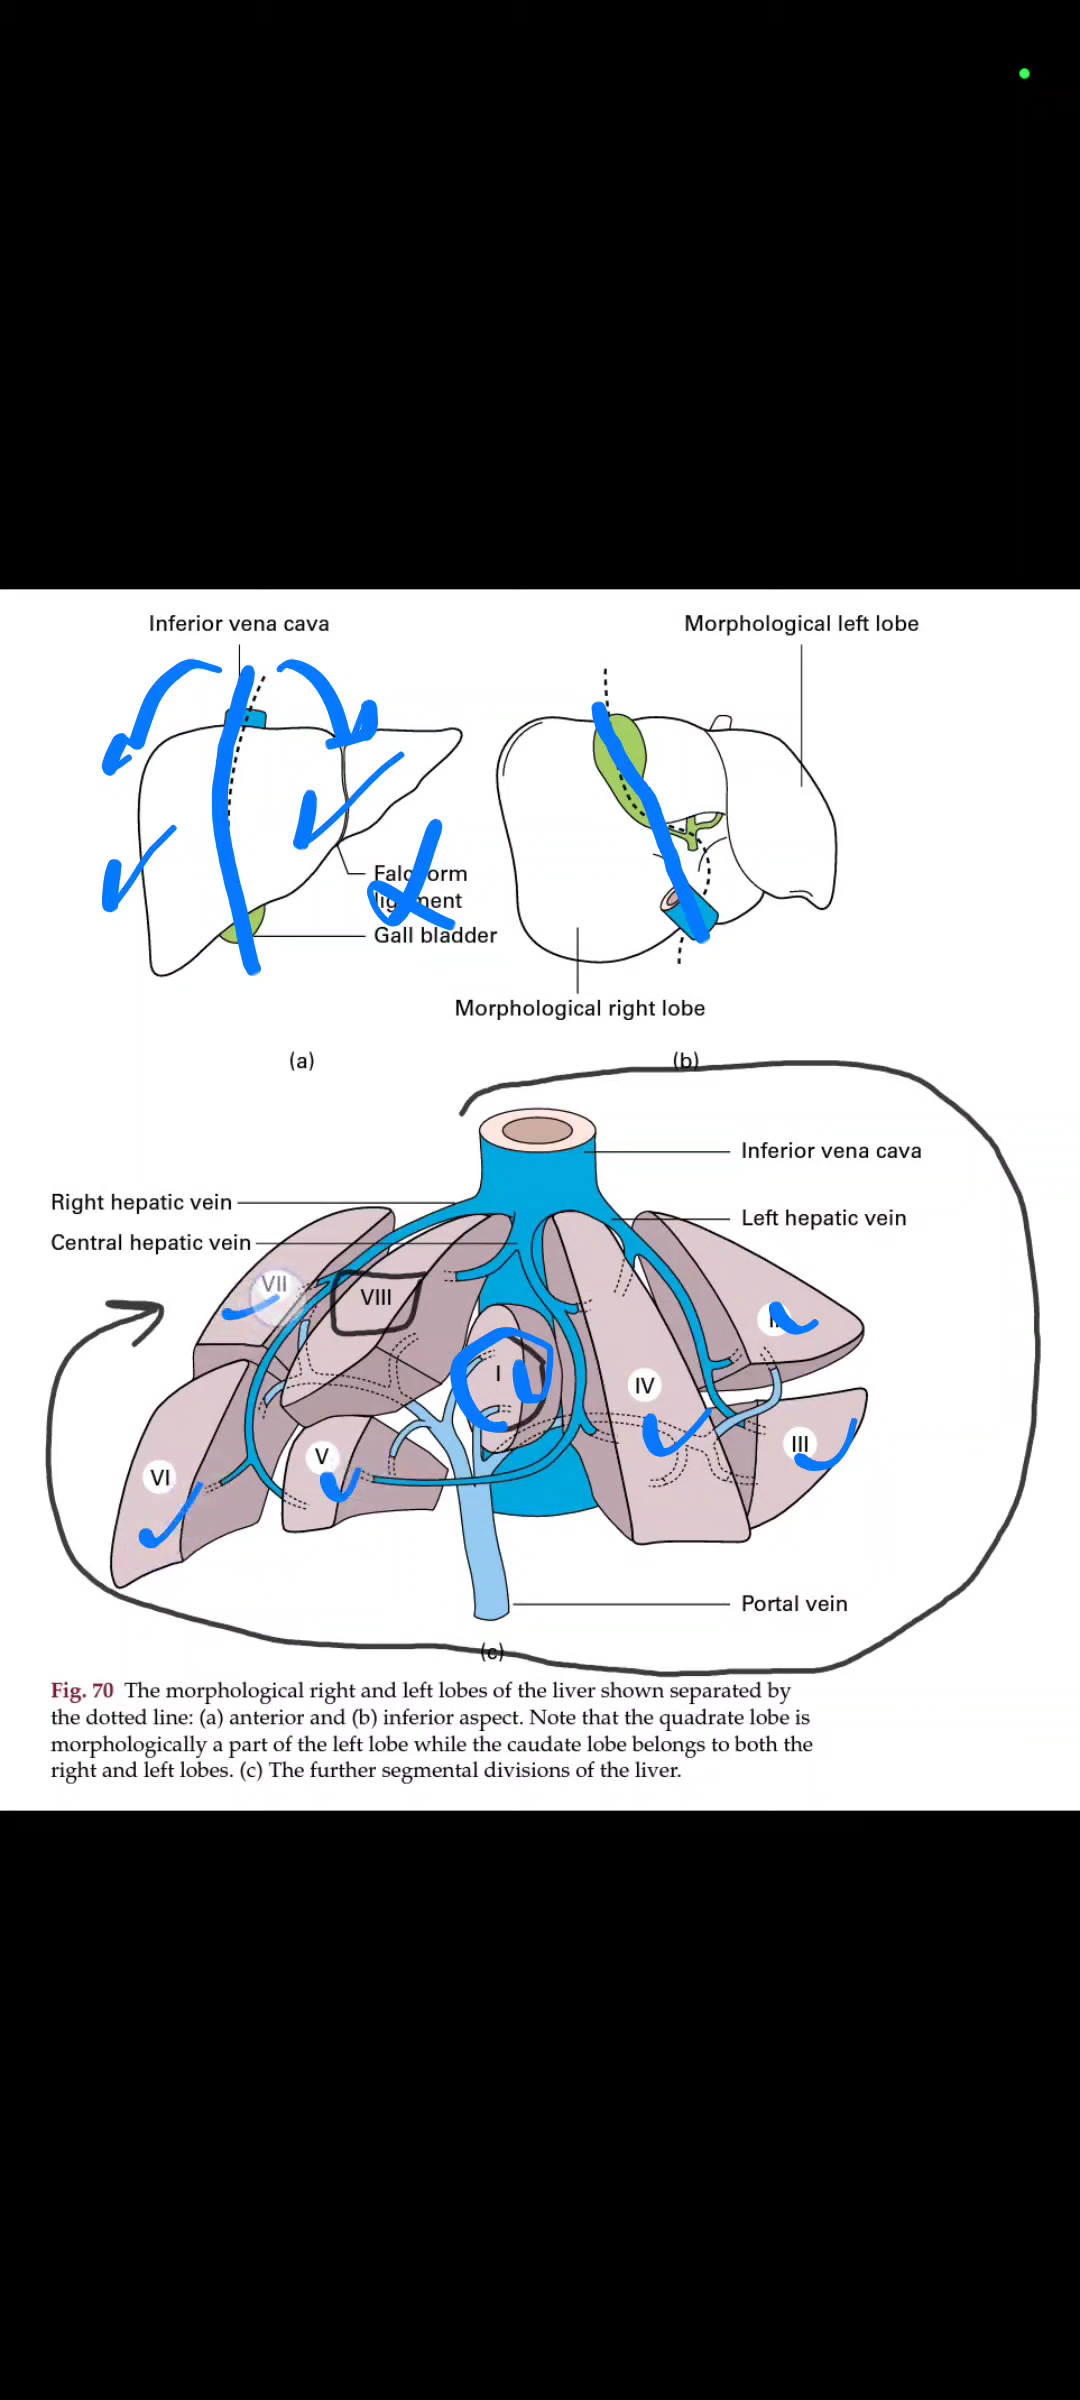 Inferior vena cava
Morphological left lobe
Falciform
ligament
Gall bladder
Morphological right lobe
(a)
(b)
Inferior vena cava
Right hepatic vein
Left hepatic vein
Central hepatic vein
VII
VIII
I
IV
III
V
VI
Portal vein
(c)
Fig. 70 The morphological right and left lobes of the liver shown separated by
the dotted line: (a) anterior and (b) inferior aspect. Note that the quadrate lobe is
morphologically a part of the left lobe while the caudate lobe belongs to both the
right and left lobes. (c) The further segmental divisions of the liver.